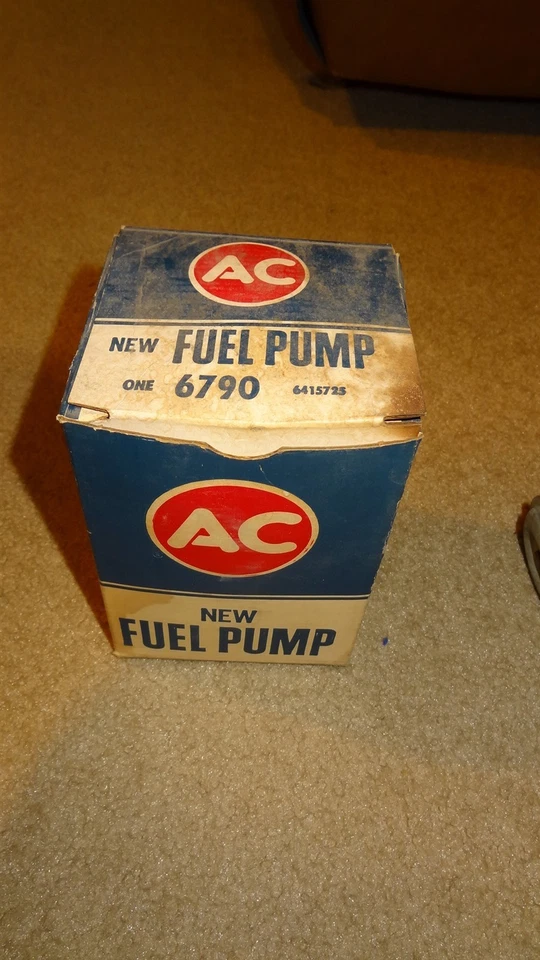 AC
NEW FUEL PUMP
ONE 6790 6415725
AC
NEW
FUEL PUMP